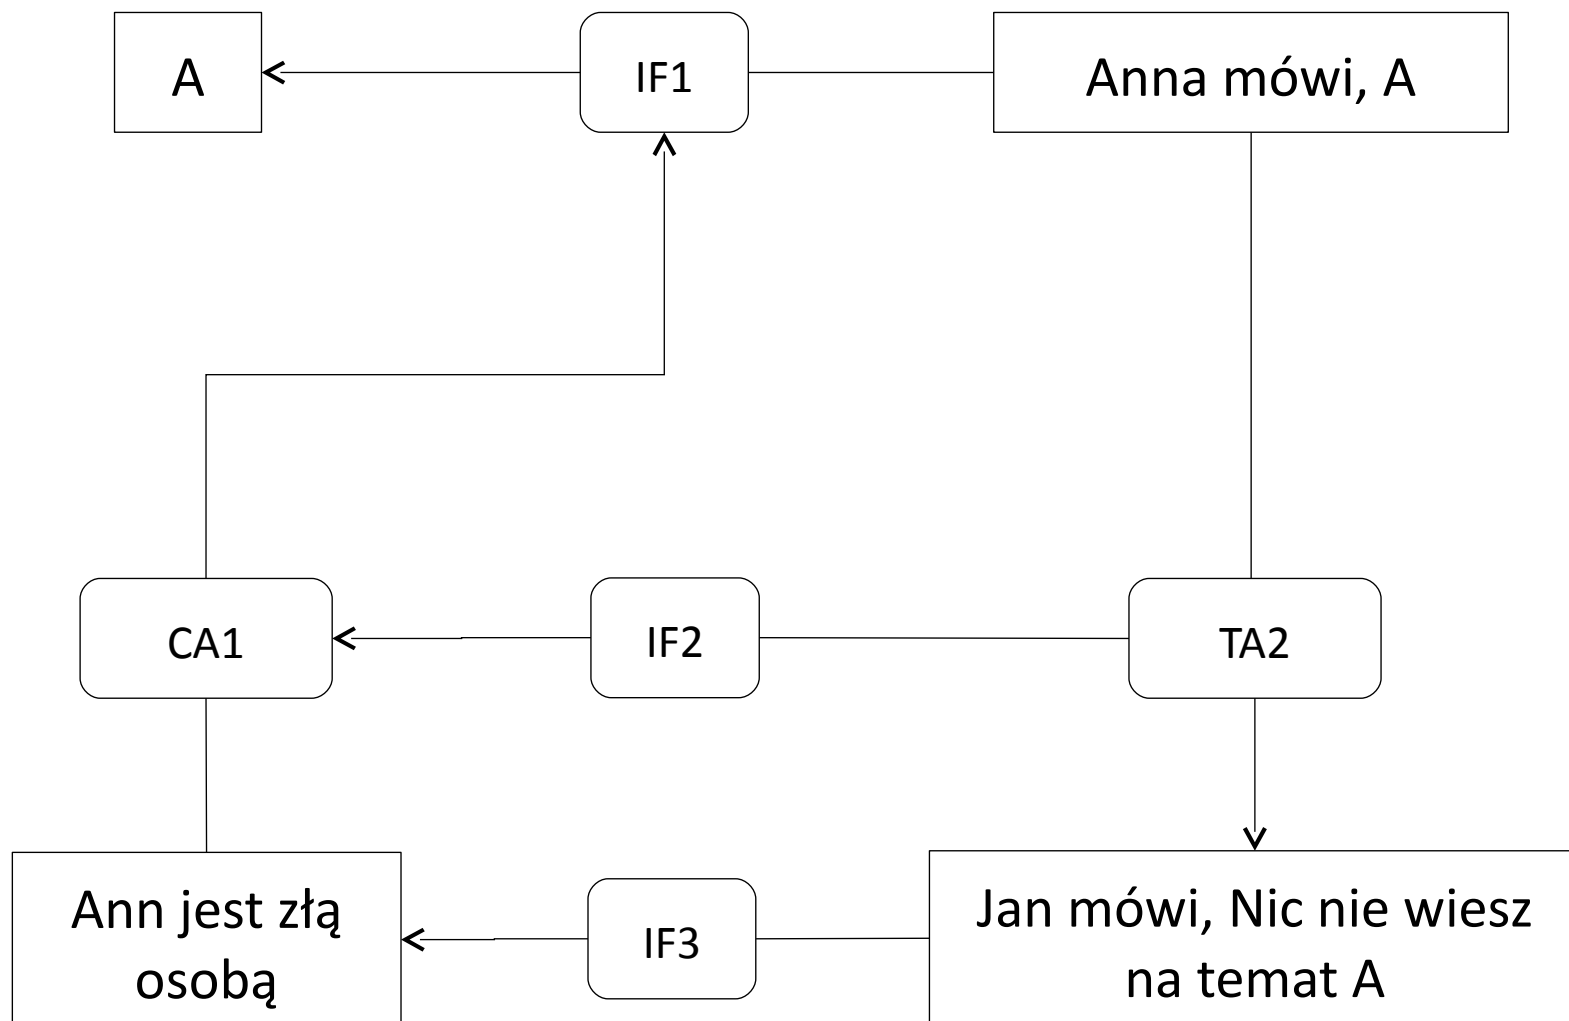 A
IF1
Anna mówi, A
CA1
IF2
TA2
Ann jest złą
osobą
IF3
Jan mówi, Nic nie wiesz
na temat A